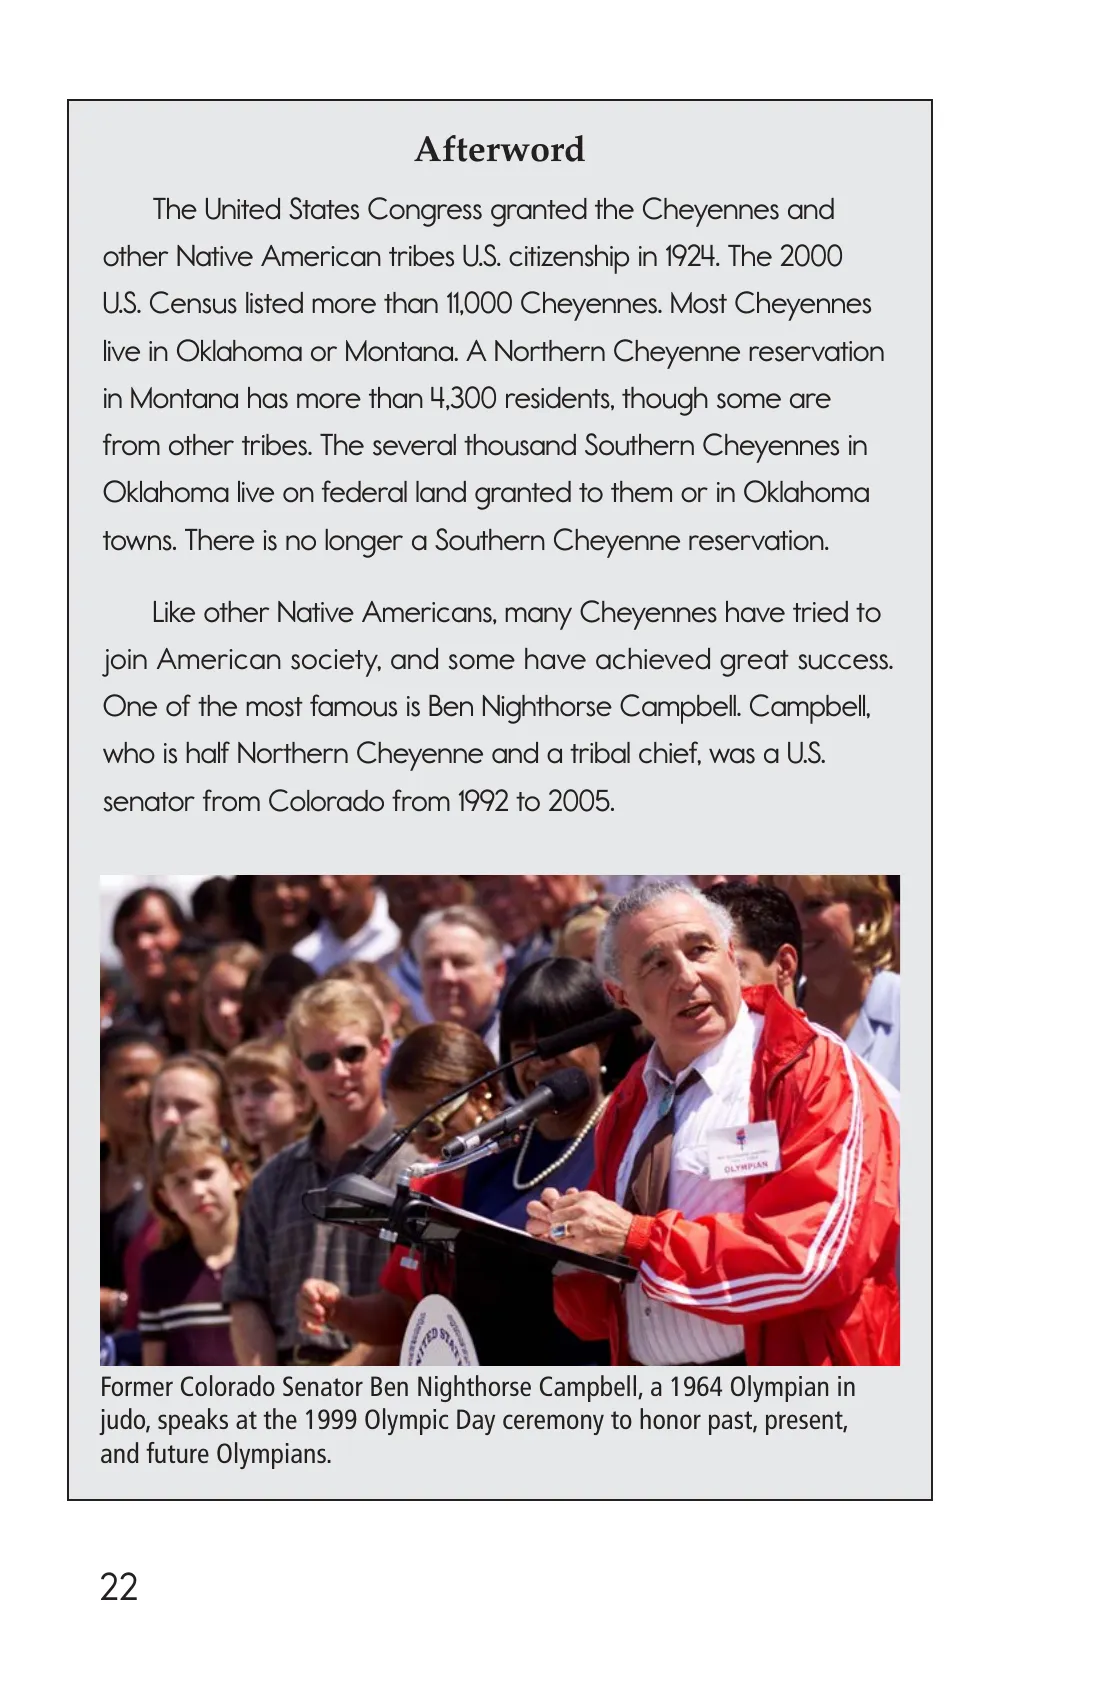 Afterword
The United States Congress granted the Cheyennes and
other Native American tribes U.S. citizenship in 1924. The 2000
U.S. Census listed more than 11,000 Cheyennes. Most Cheyennes
live in Oklahoma or Montana. A Northern Cheyenne reservation
in Montana has more than 4,300 residents, though some are
from other tribes. The several thousand Southern Cheyennes in
Oklahoma live on federal land granted to them or in Oklahoma
towns. There is no longer a Southern Cheyenne reservation.
Like other Native Americans, many Cheyennes have tried to
join American society, and some have achieved great success.
One of the most famous is Ben Nighthorse Campbell. Campbell,
who is half Northern Cheyenne and a tribal chief, was a U.S.
senator from Colorado from 1992 to 2005.
OLYMPIAN
UNITED STAT
Former Colorado Senator Ben Nighthorse Campbell, a 1964 Olympian in
judo, speaks at the 1999 Olympic Day ceremony to honor past, present,
and future Olympians.
22